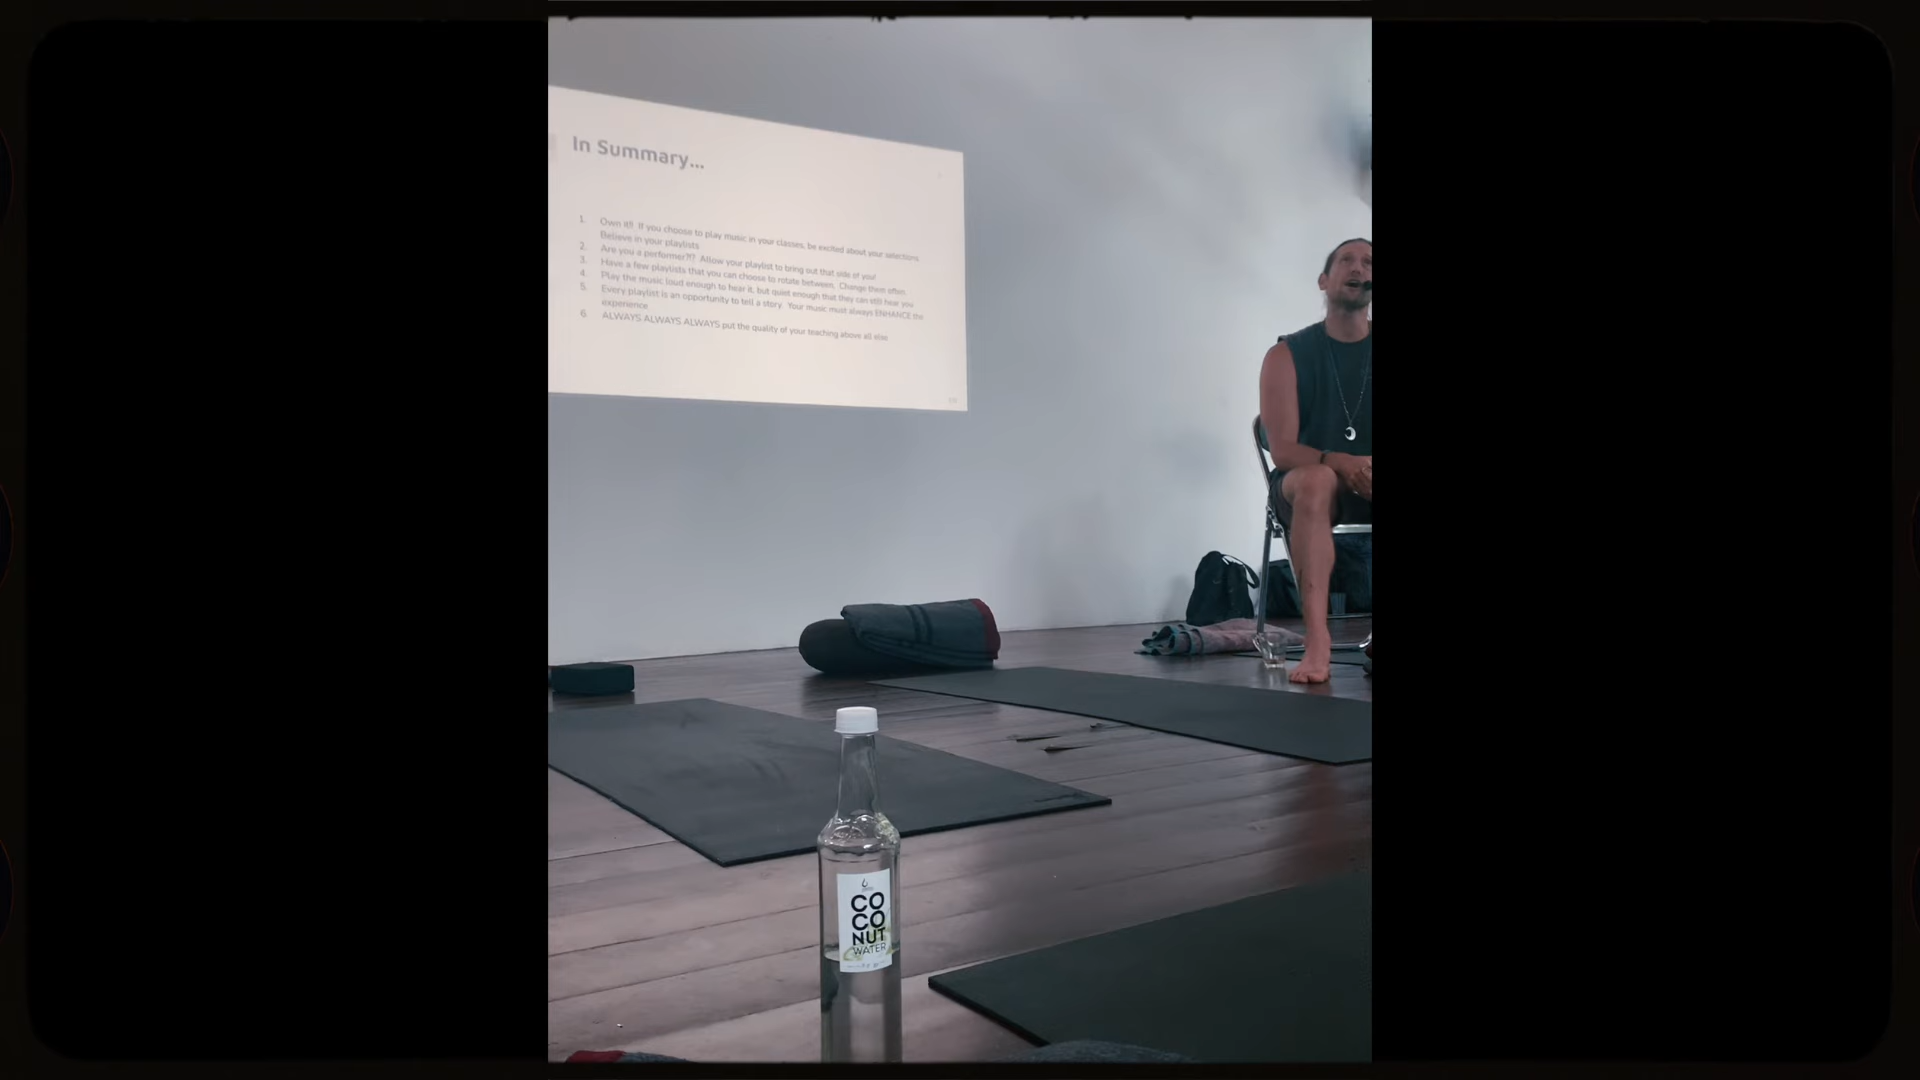 In Summary...
1. Own it!! If you choose to play music in your classes, be excited about your selections.
Believe in your playlists
2. Are you a performer?!? Allow your playlist to bring out that side of you!
3. Have a few playlists that you can choose to rotate between. Change them often.
4. Play the music loud enough to hear it, but quiet enough that they can still hear you
5. Every playlist is an opportunity to tell a story. Your music must always ENHANCE the
experience
6. ALWAYS ALWAYS ALWAYS put the quality of your teaching above all else
CO
CO
NUT
WATER